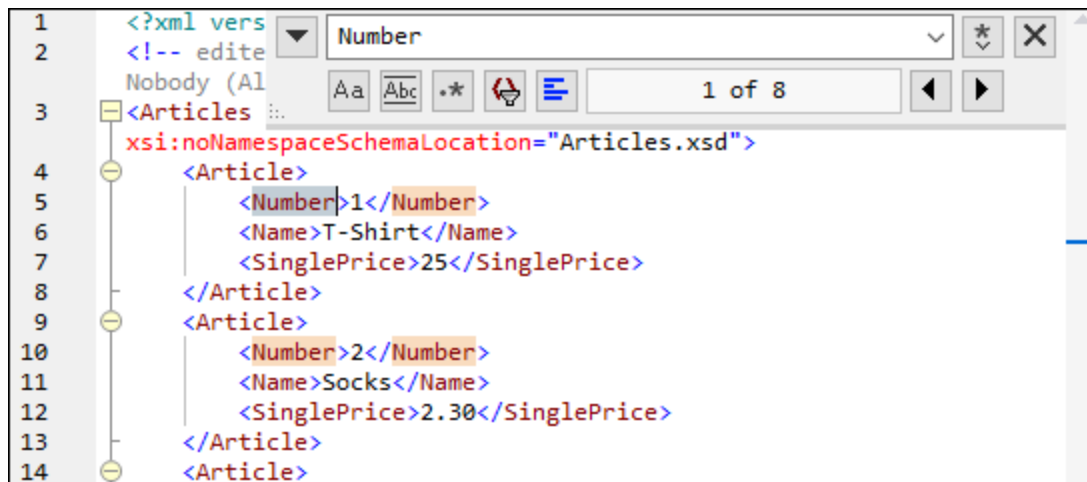 1 <?xml vers
Number
2 <!-- edite
Nobody (Al
Aa Abc .* 1 of 8
3 <Articles
xsi:noNamespaceSchemaLocation="Articles.xsd">
4 <Article>
5 <Number>1</Number>
6 <Name>T-Shirt</Name>
7 <SinglePrice>25</SinglePrice>
8 </Article>
9 <Article>
10 <Number>2</Number>
11 <Name>Socks</Name>
12 <SinglePrice>2.30</SinglePrice>
13 </Article>
14 <Article>